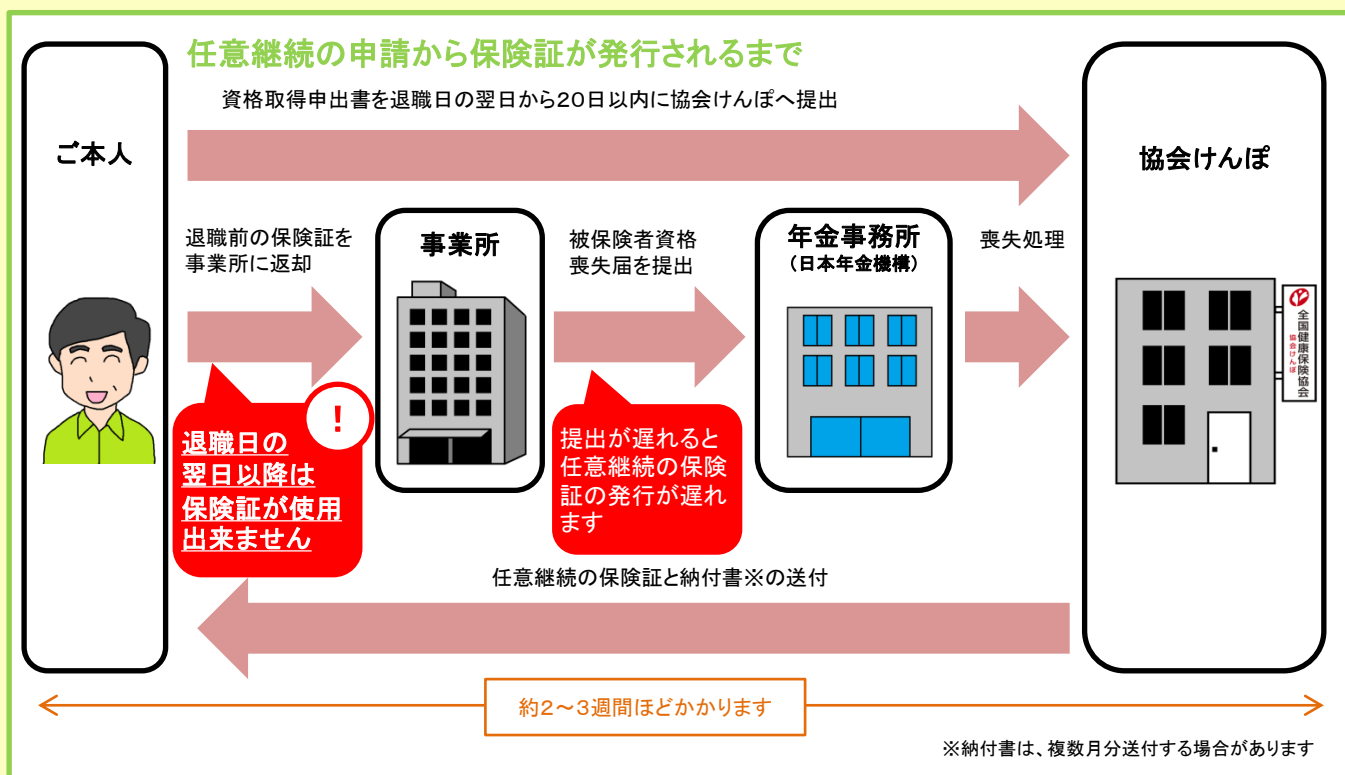 任意継続の申請から保険証が発行されるまで
資格取得申出書を退職日の翌日から20日以内に協会けんぽへ提出
ご本人
協会けんぽ
退職前の保険証を
事業所に返却
事業所
被保険者資格
喪失届を提出
年金事務所
(日本年金機構)
喪失処理
全国健康保険協会
協会けんぽ
!
退職日の
翌日以降は
保険証が使用
出来ません
提出が遅れると
任意継続の保険
証の発行が遅れ
ます
任意継続の保険証と納付書※の送付
約2~3週間ほどかかります
※納付書は、複数月分送付する場合があります